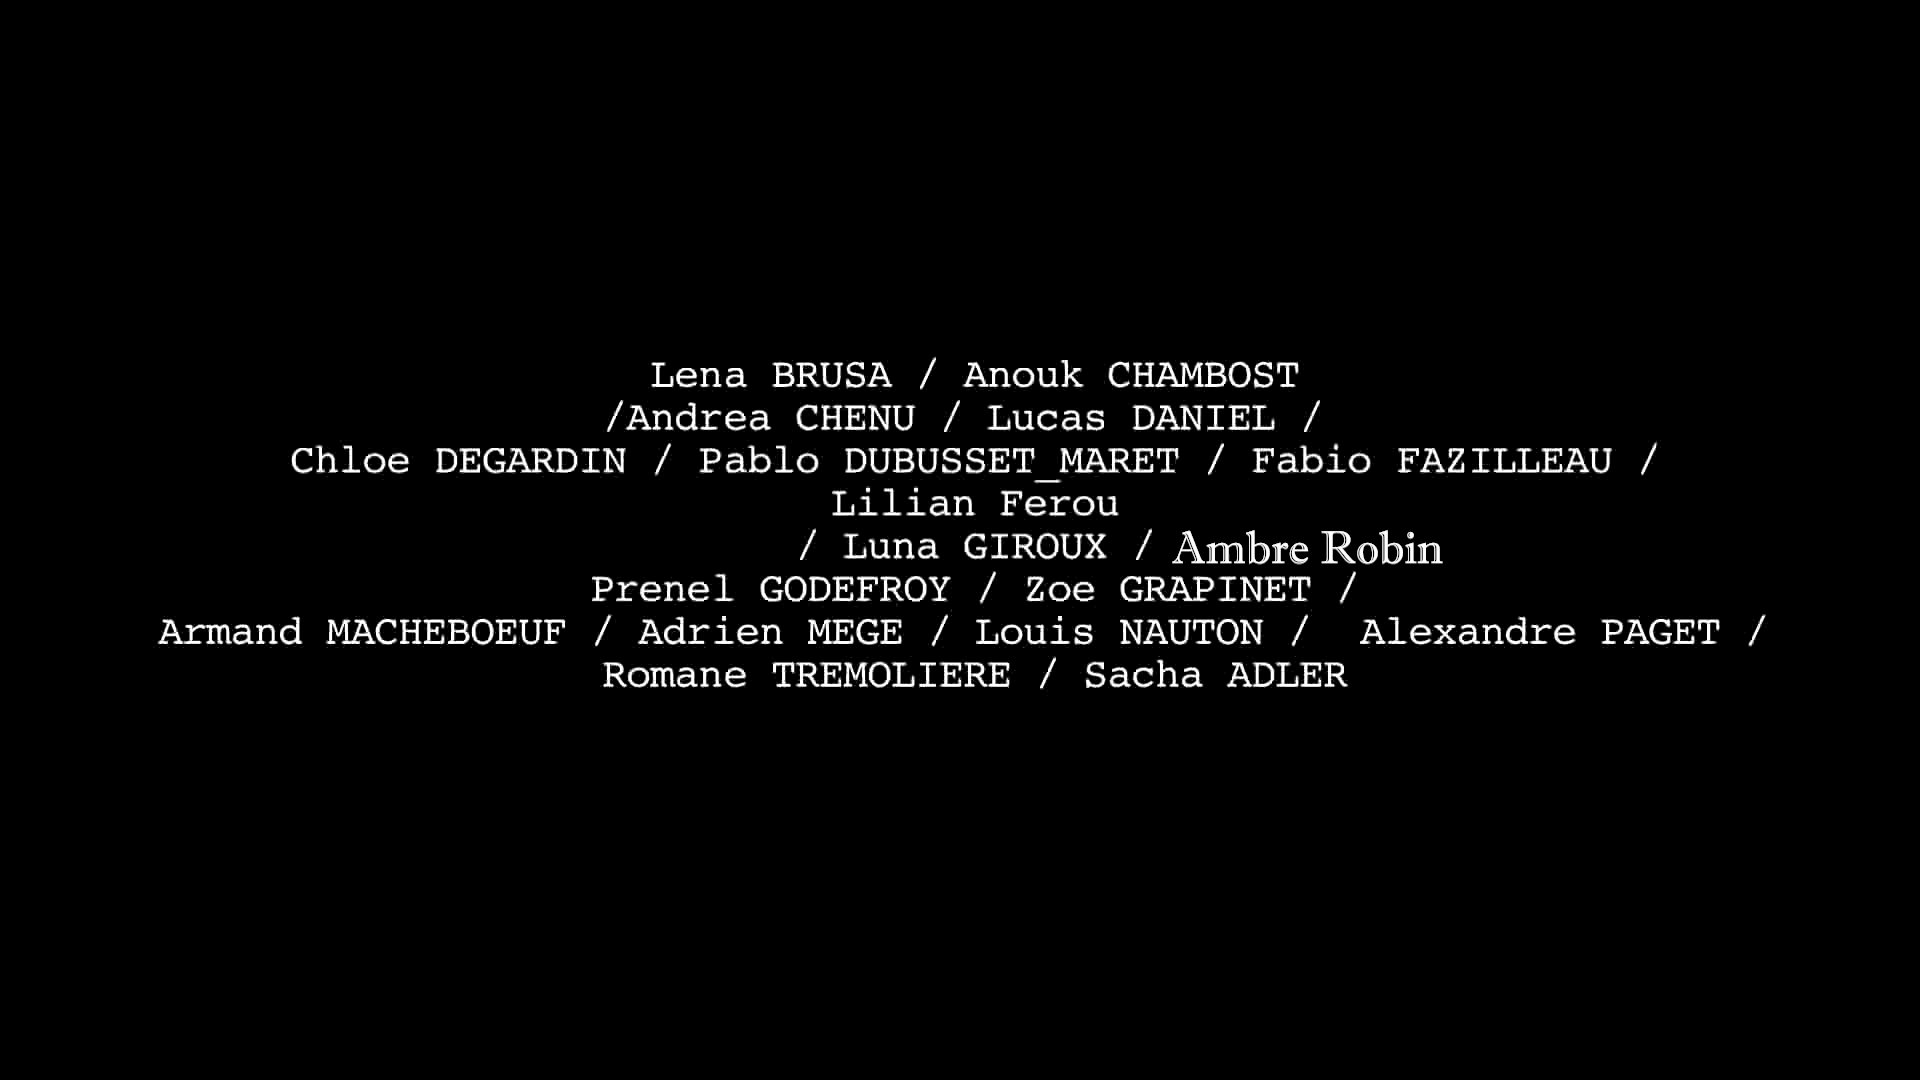 Lena BRUSA / Anouk CHAMBOST
/Andrea CHENU / Lucas DANIEL /
Chloe DEGARDIN / Pablo DUBUSSET_MARET / Fabio FAZILLEAU /
Lilian Ferou
/ Luna GIROUX / Ambre Robin
Prenel GODEFROY / Zoe GRAPINET /
Armand MACHEBOEUF / Adrien MEGE / Louis NAUTON /  Alexandre PAGET /
Romane TREMOLIERE / Sacha ADLER